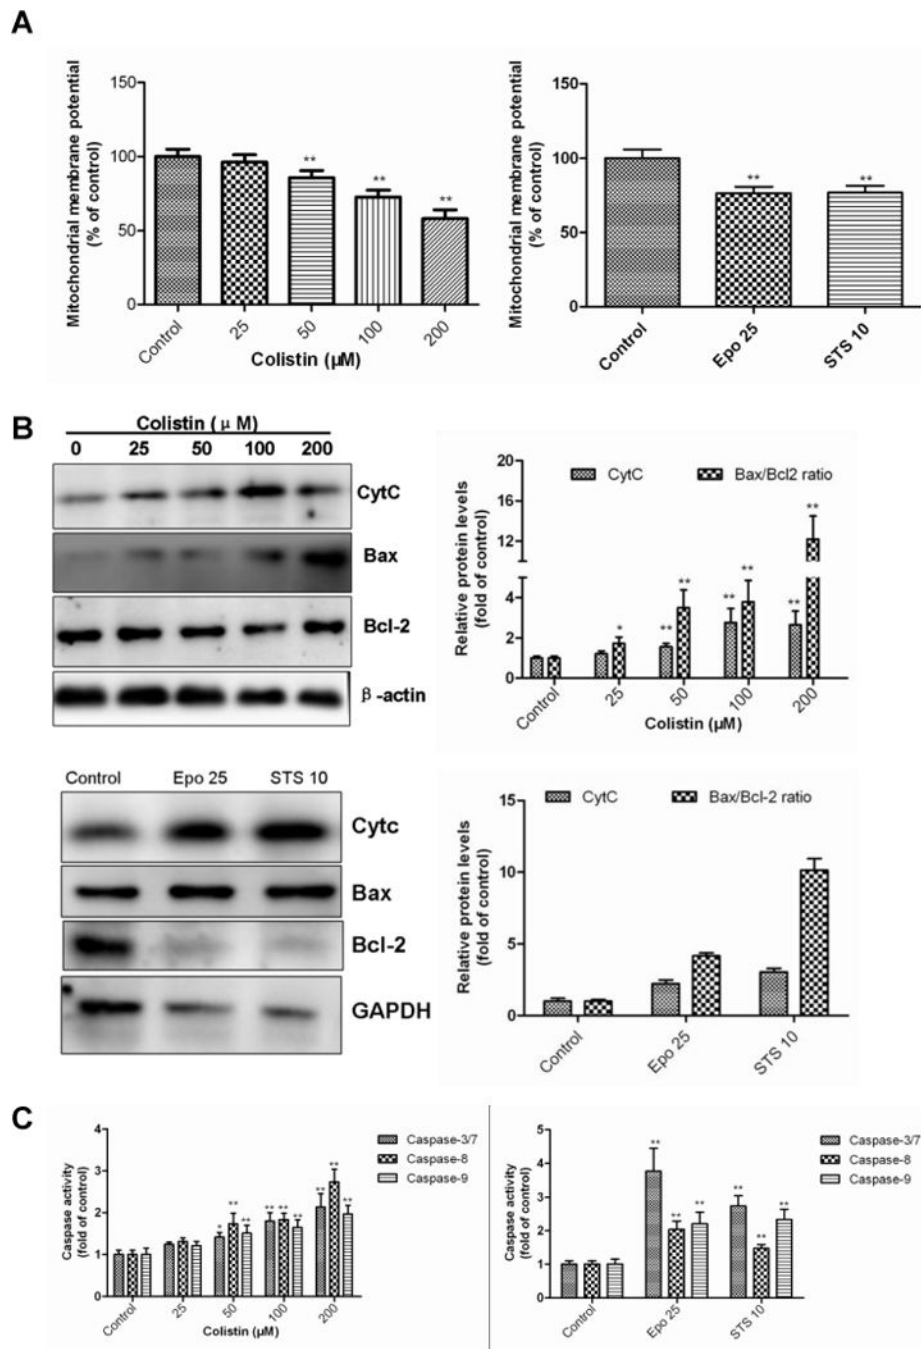 A
Mitochondrial membrane potential
(% of control)
150
100
50
0
** ** **
Control 25 50 100 200
Colistin (μM)
Mitochondrial membrane potential
(% of control)
150
100
50
0
** **
Control Epo 25 STS 10
B
Colistin (μM)
0 25 50 100 200
CytC
Bax
Bcl-2
β-actin
Relative protein levels
(fold of control)
20
16
12
8
4
2
0
CytC Bax/Bcl2 ratio
* ** ** ** ** ** **
Control 25 50 100 200
Colistin (μM)
Control Epo 25 STS 10
Cytc
Bax
Bcl-2
GAPDH
Relative protein levels
(fold of control)
15
10
5
0
CytC Bax/Bcl-2 ratio
Control Epo 25 STS 10
C
Caspase activity
(fold of control)
4
3
2
1
0
Caspase-3/7
Caspase-8
Caspase-9
* ** ** ** ** ** ** ** **
Control 25 50 100 200
Colistin (μM)
Caspase activity
(fold of control)
5
4
3
2
1
0
Caspase-3/7
Caspase-8
Caspase-9
** ** ** ** ** **
Control Epo 25 STS 10